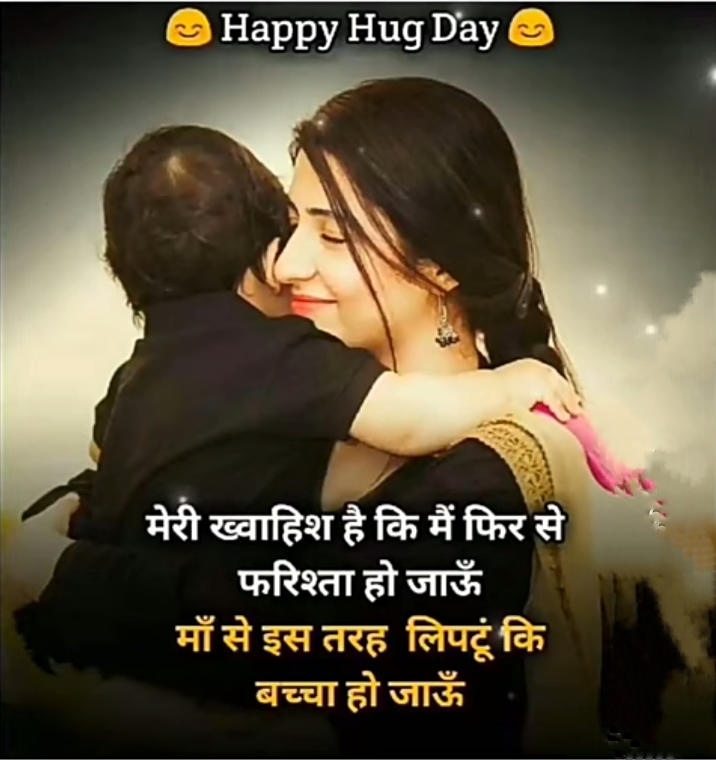 😊 Happy Hug Day 😊
मेरी ख्वाहिश है कि मैं फिर से
फरिश्ता हो जाऊँ
माँ से इस तरह लिपटूं कि
बच्चा हो जाऊँ